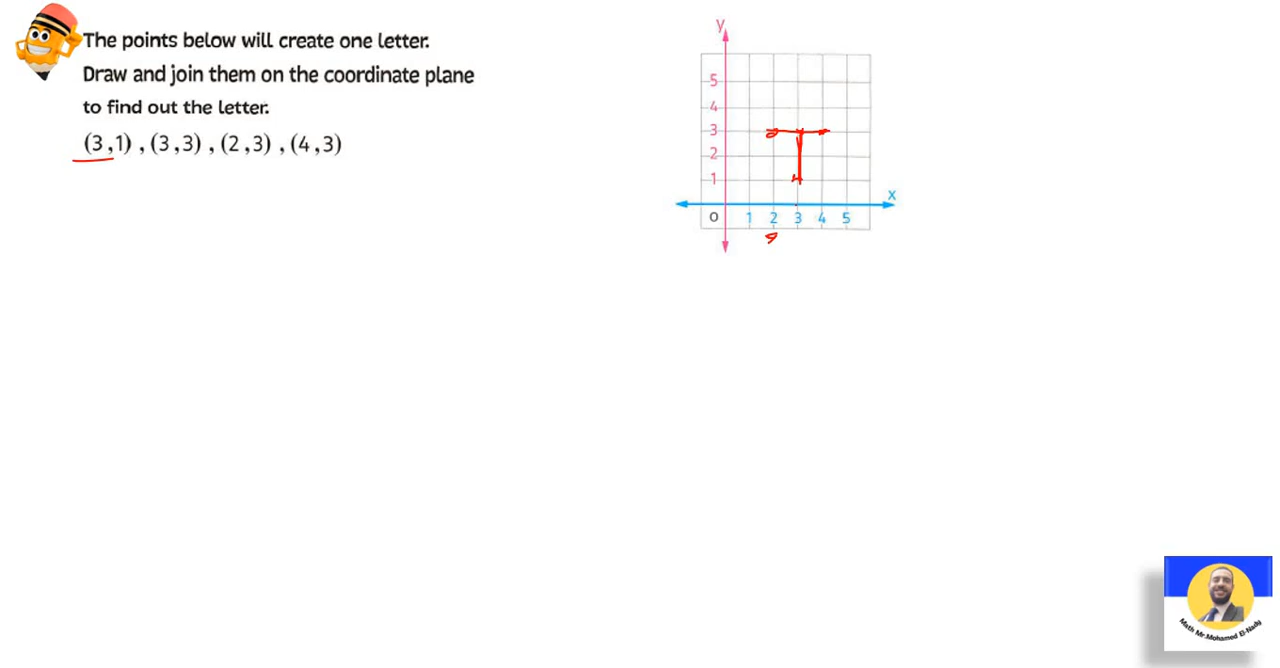 The points below will create one letter.
Draw and join them on the coordinate plane
to find out the letter.
(3,1) , (3,3) , (2,3) , (4,3)
y
5
4
3
2
1
x
O 1 2 3 4 5
Math Mr.Mohamed El-Nady